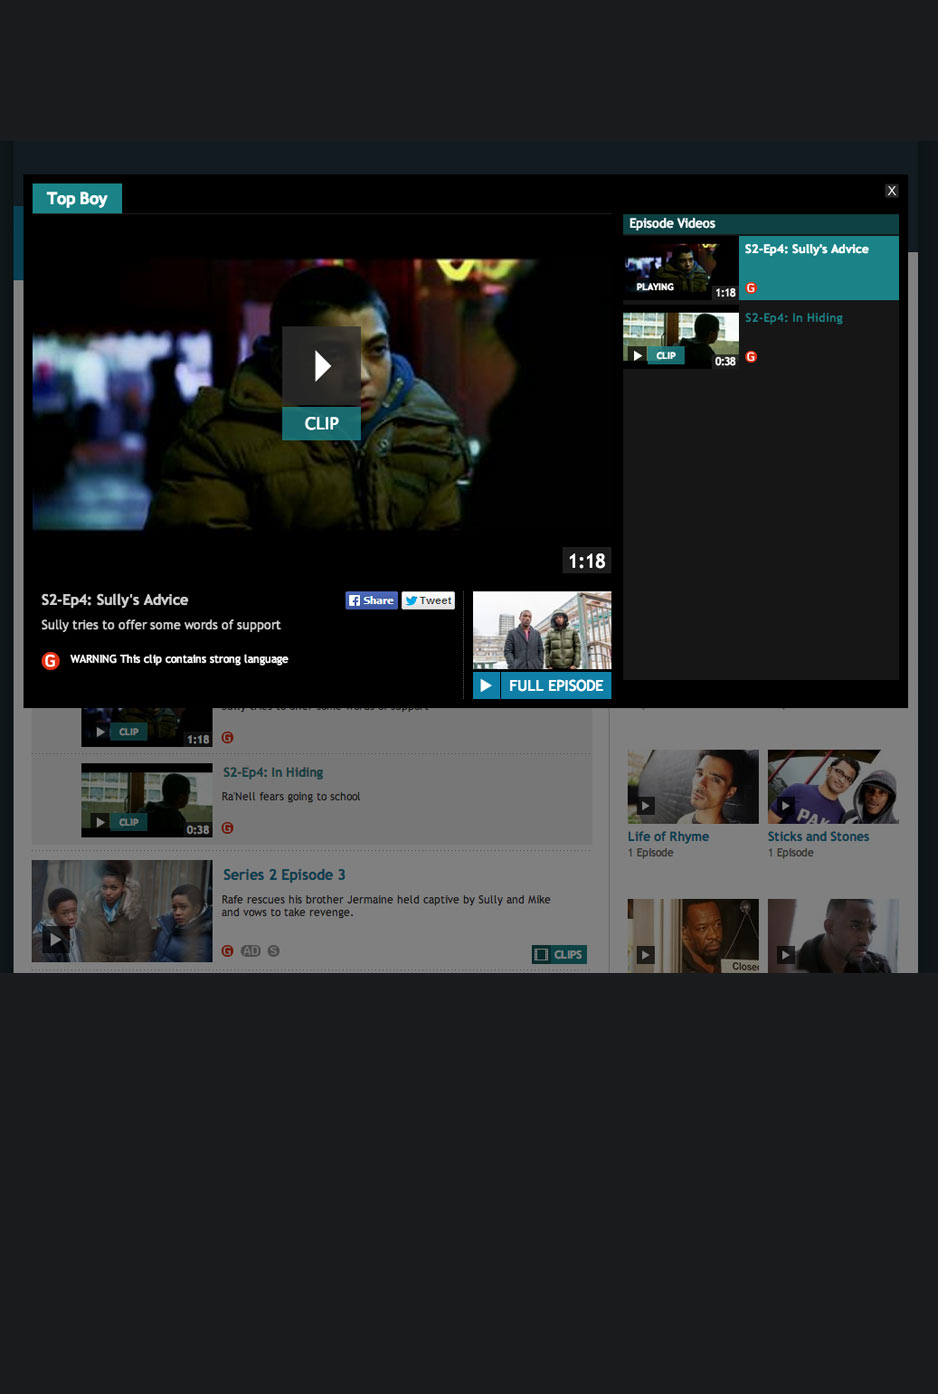 Top Boy
X
CLIP
1:18
S2-Ep4: Sully's Advice
Share
Tweet
Sully tries to offer some words of support
G WARNING This clip contains strong language
FULL EPISODE
Episode Videos
PLAYING
1:18
S2-Ep4: Sully's Advice
G
CLIP
0:38
S2-Ep4: In Hiding
G
Sully tries to offer some words of support
CLIP
1:18
G
S2-Ep4: In Hiding
Ra'Nell fears going to school
CLIP
0:38
G
Series 2 Episode 3
Rafe rescues his brother Jermaine held captive by Sully and Mike
and vows to take revenge.
G AD S
CLIPS
Life of Rhyme
1 Episode
PAK
Sticks and Stones
1 Episode
Closed